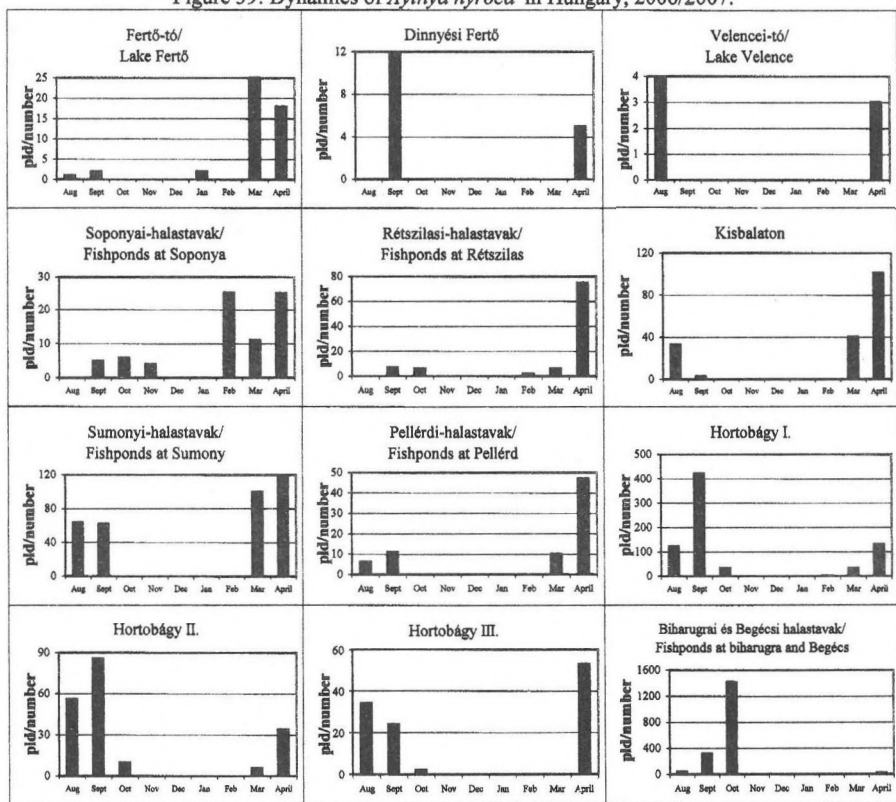 Figure 39. Dynamics of Aythya nyroca in Hungary, 2006/2007.
Fertő-tó/
Lake Fertő
pld/number
25
20
15
10
5
0
Aug Sept Oct Nov Dec Jan Feb Mar April
Dinnyési Fertő
pld/number
12
8
4
0
Aug Sept Oct Nov Dec Jan Feb Mar April
Velencei-tó/
Lake Velence
pld/number
4
3
2
1
0
Aug Sept Oct Nov Dec Jan Feb Mar April
Soponyai-halastavak/
Fishponds at Soponya
pld/number
30
20
10
0
Aug Sept Oct Nov Dec Jan Feb Mar April
Rétszilasi-halastavak/
Fishponds at Rétszilas
pld/number
80
60
40
20
0
Aug Sept Oct Nov Dec Jan Feb Mar April
Kisbalaton
pld/number
120
80
40
0
Aug Sept Oct Nov Dec Jan Feb Mar April
Sumonyi-halastavak/
Fishponds at Sumony
pld/number
120
80
40
0
Aug Sept Oct Nov Dec Jan Feb Mar April
Pellérdi-halastavak/
Fishponds at Pellérd
pld/number
50
40
30
20
10
0
Aug Sept Oct Nov Dec Jan Feb Mar April
Hortobágy I.
pld/number
500
400
300
200
100
0
Aug Sept Oct Nov Dec Jan Feb Mar April
Hortobágy II.
pld/number
90
60
30
0
Aug Sept Oct Nov Dec Jan Feb Mar April
Hortobágy III.
pld/number
60
40
20
0
Aug Sept Oct Nov Dec Jan Feb Mar April
Biharugrai és Begécsi halastavak/
Fishponds at biharugra and Begécs
pld/number
1600
1200
800
400
0
Aug Sept Oct Nov Dec Jan Feb Mar April